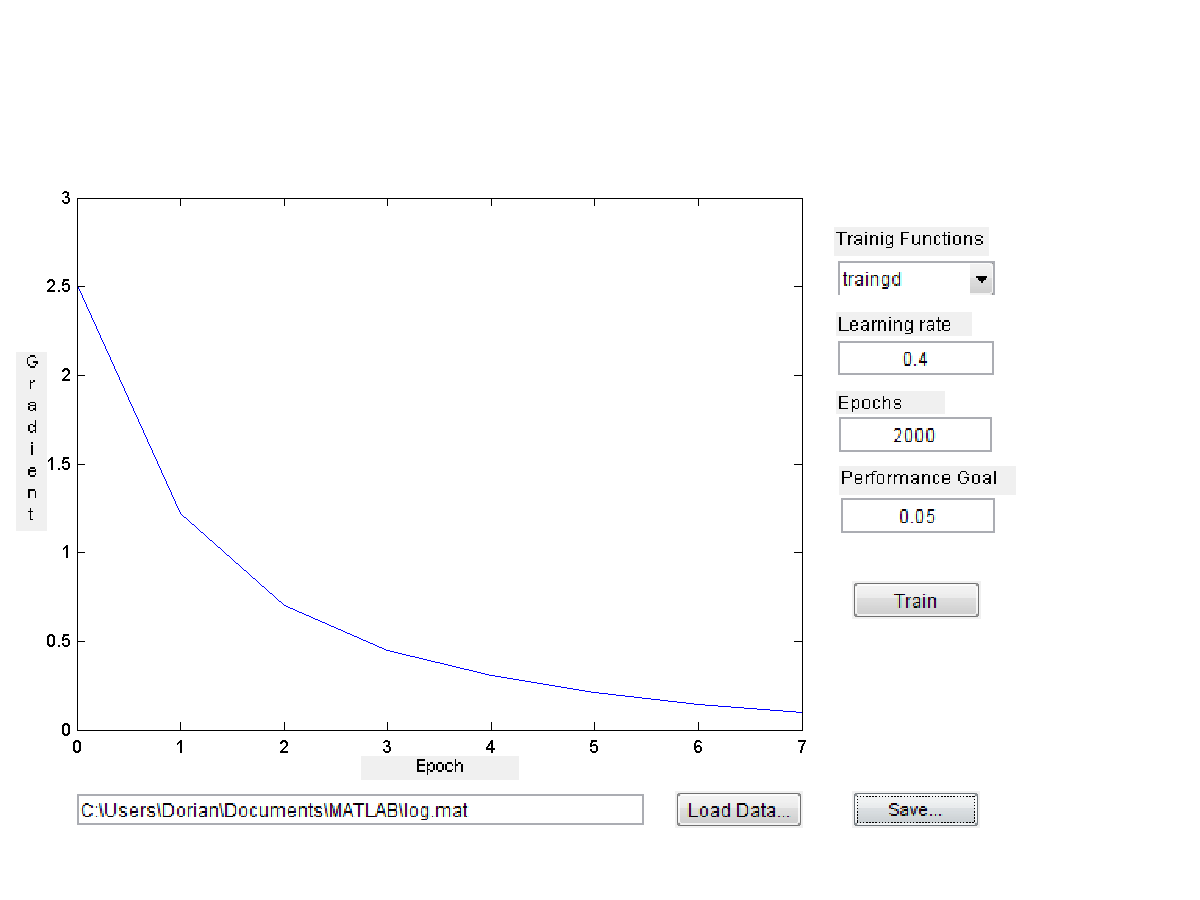 3
2.5
2
1.5
1
0.5
0
Gradient
0 1 2 3 4 5 6 7
Epoch
Trainig Functions
traingd
Learning rate
0.4
Epochs
2000
Performance Goal
0.05
Train
C:\Users\Dorian\Documents\MATLAB\log.mat
Load Data...
Save...